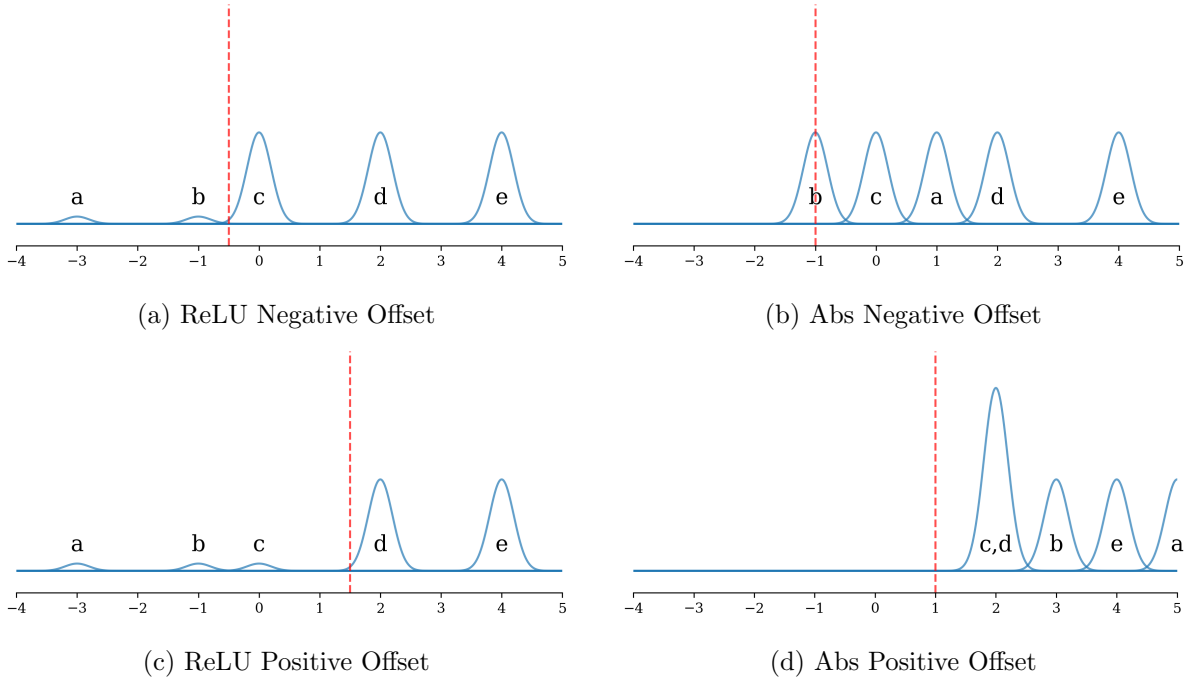 a b c d e
−4 −3 −2 −1 0 1 2 3 4 5
(a) ReLU Negative Offset
b c a d e
−4 −3 −2 −1 0 1 2 3 4 5
(b) Abs Negative Offset
a b c d e
−4 −3 −2 −1 0 1 2 3 4 5
(c) ReLU Positive Offset
c,d b e a
−4 −3 −2 −1 0 1 2 3 4 5
(d) Abs Positive Offset